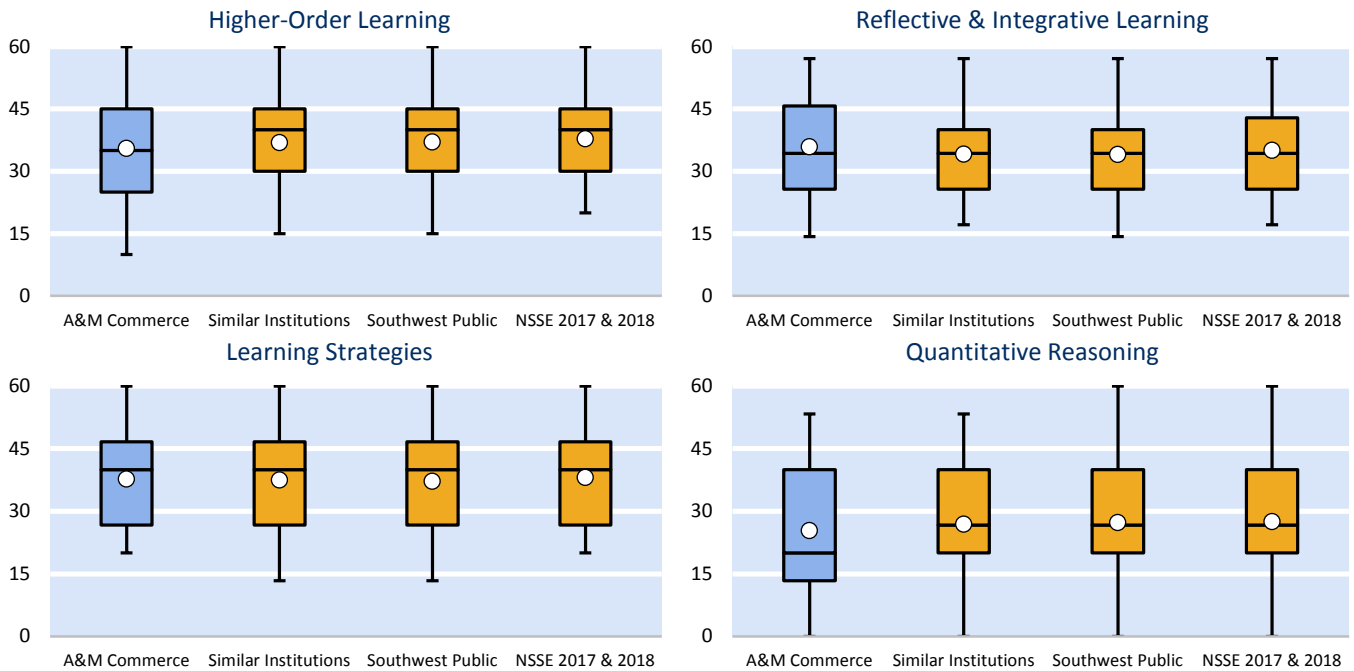 Higher-Order Learning
60
45
30
15
0
A&M Commerce Similar Institutions Southwest Public NSSE 2017 & 2018
Reflective & Integrative Learning
60
45
30
15
0
A&M Commerce Similar Institutions Southwest Public NSSE 2017 & 2018
Learning Strategies
60
45
30
15
0
A&M Commerce Similar Institutions Southwest Public NSSE 2017 & 2018
Quantitative Reasoning
60
45
30
15
0
A&M Commerce Similar Institutions Southwest Public NSSE 2017 & 2018